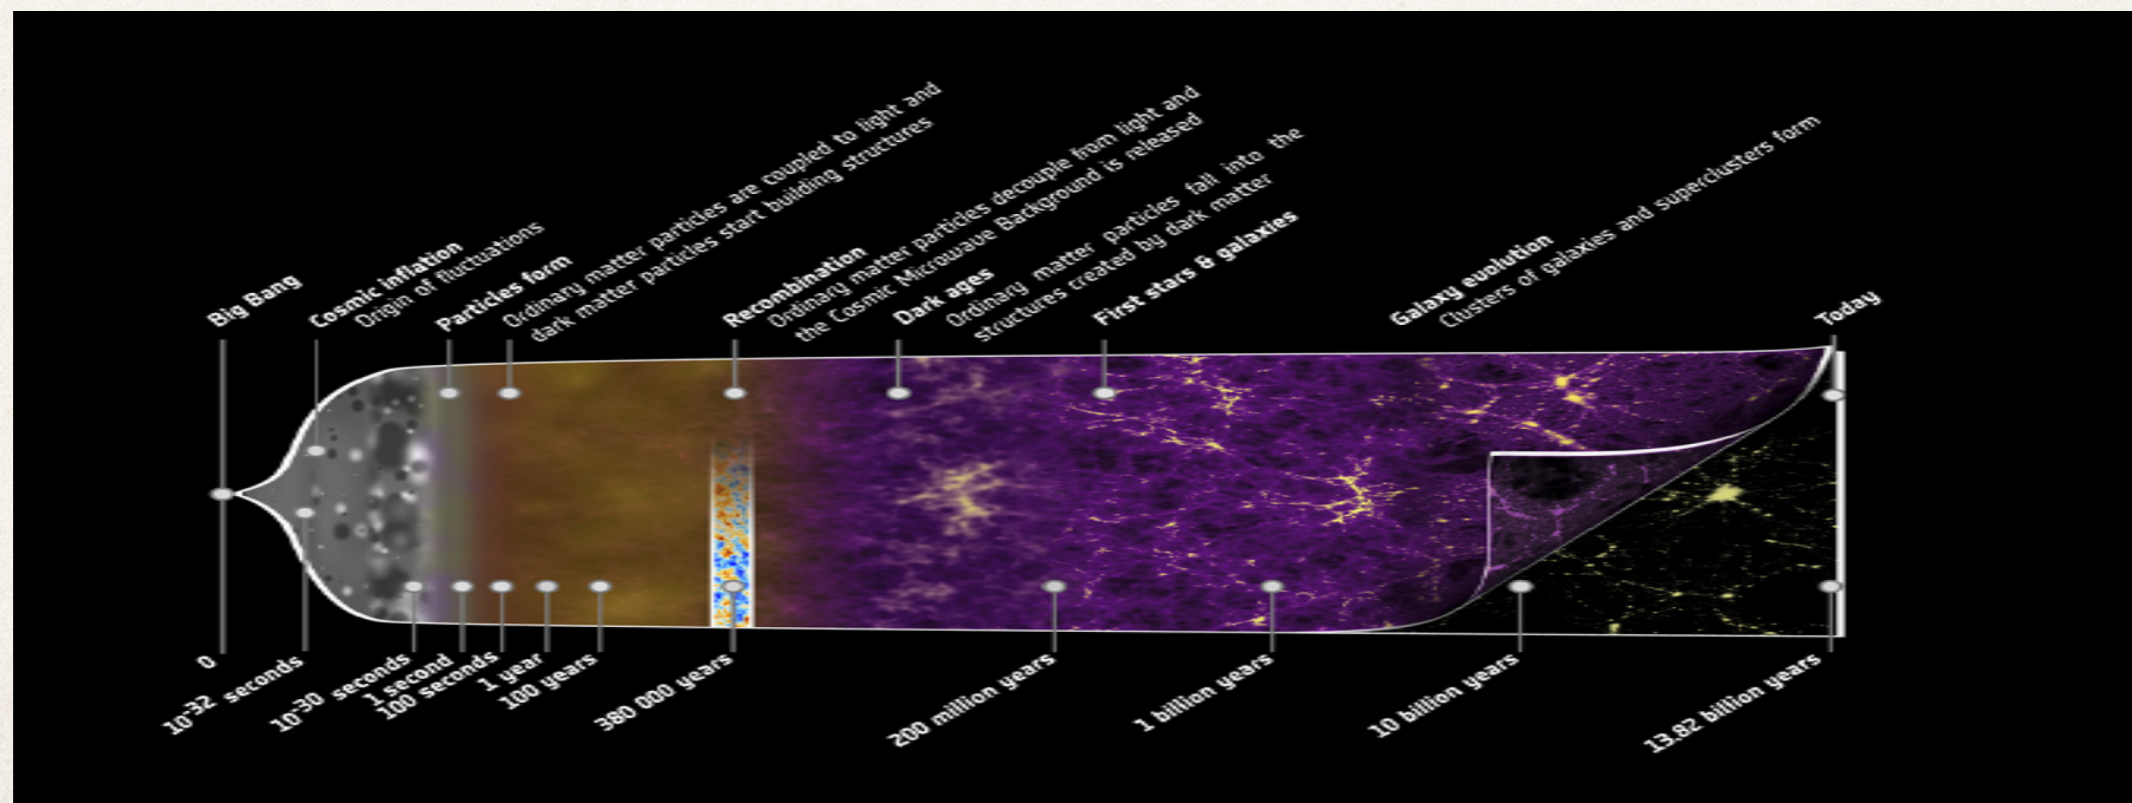 Big Bang
Cosmic inflation
Origin of fluctuations
Particles form
Ordinary matter particles are coupled to light and
dark matter particles start building structures
Recombination
Ordinary matter particles decouple from light and
the Cosmic Microwave Background is released
Dark ages
Ordinary matter particles fall into the
structures created by dark matter
First stars & galaxies
Galaxy evolution
Clusters of galaxies and superclusters form
Today
0
10-32 seconds
10-30 seconds
1 second
100 seconds
1 year
100 years
380 000 years
200 million years
1 billion years
10 billion years
13.82 billion years